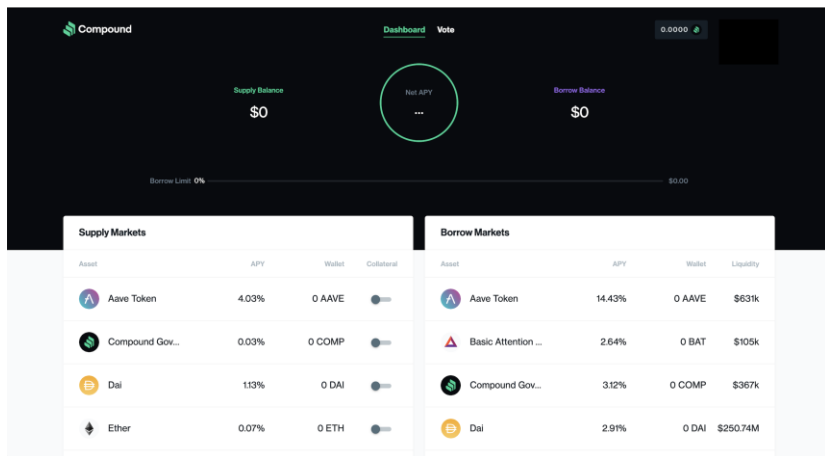 Compound Dashboard Vote 0.0000
Supply Balance Net APY Borrow Balance
$0 ... $0
Borrow Limit 0% $0.00
Supply Markets
Asset APY Wallet Collateral
Aave Token 4.03% 0 AAVE
Compound Gov... 0.03% 0 COMP
Dai 1.13% 0 DAI
Ether 0.07% 0 ETH
Borrow Markets
Asset APY Wallet Liquidity
Aave Token 14.43% 0 AAVE $631k
Basic Attention ... 2.64% 0 BAT $105k
Compound Gov... 3.12% 0 COMP $367k
Dai 2.91% 0 DAI $250.74M